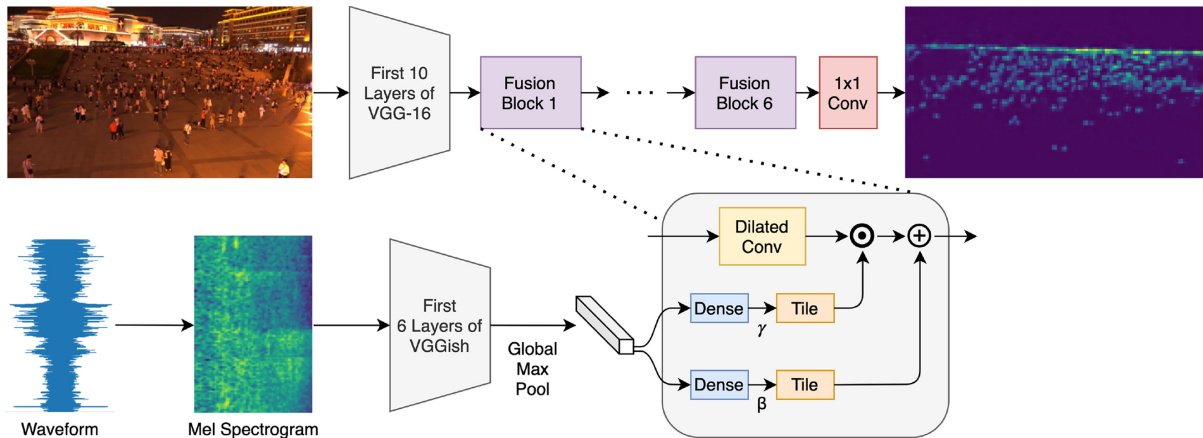 First 10
Layers of
VGG-16
Fusion
Block 1
...
Fusion
Block 6
1x1
Conv
Dilated
Conv
First
6 Layers of
VGGish
Global
Max
Pool
Dense
γ
Tile
Dense
β
Tile
Waveform
Mel Spectrogram